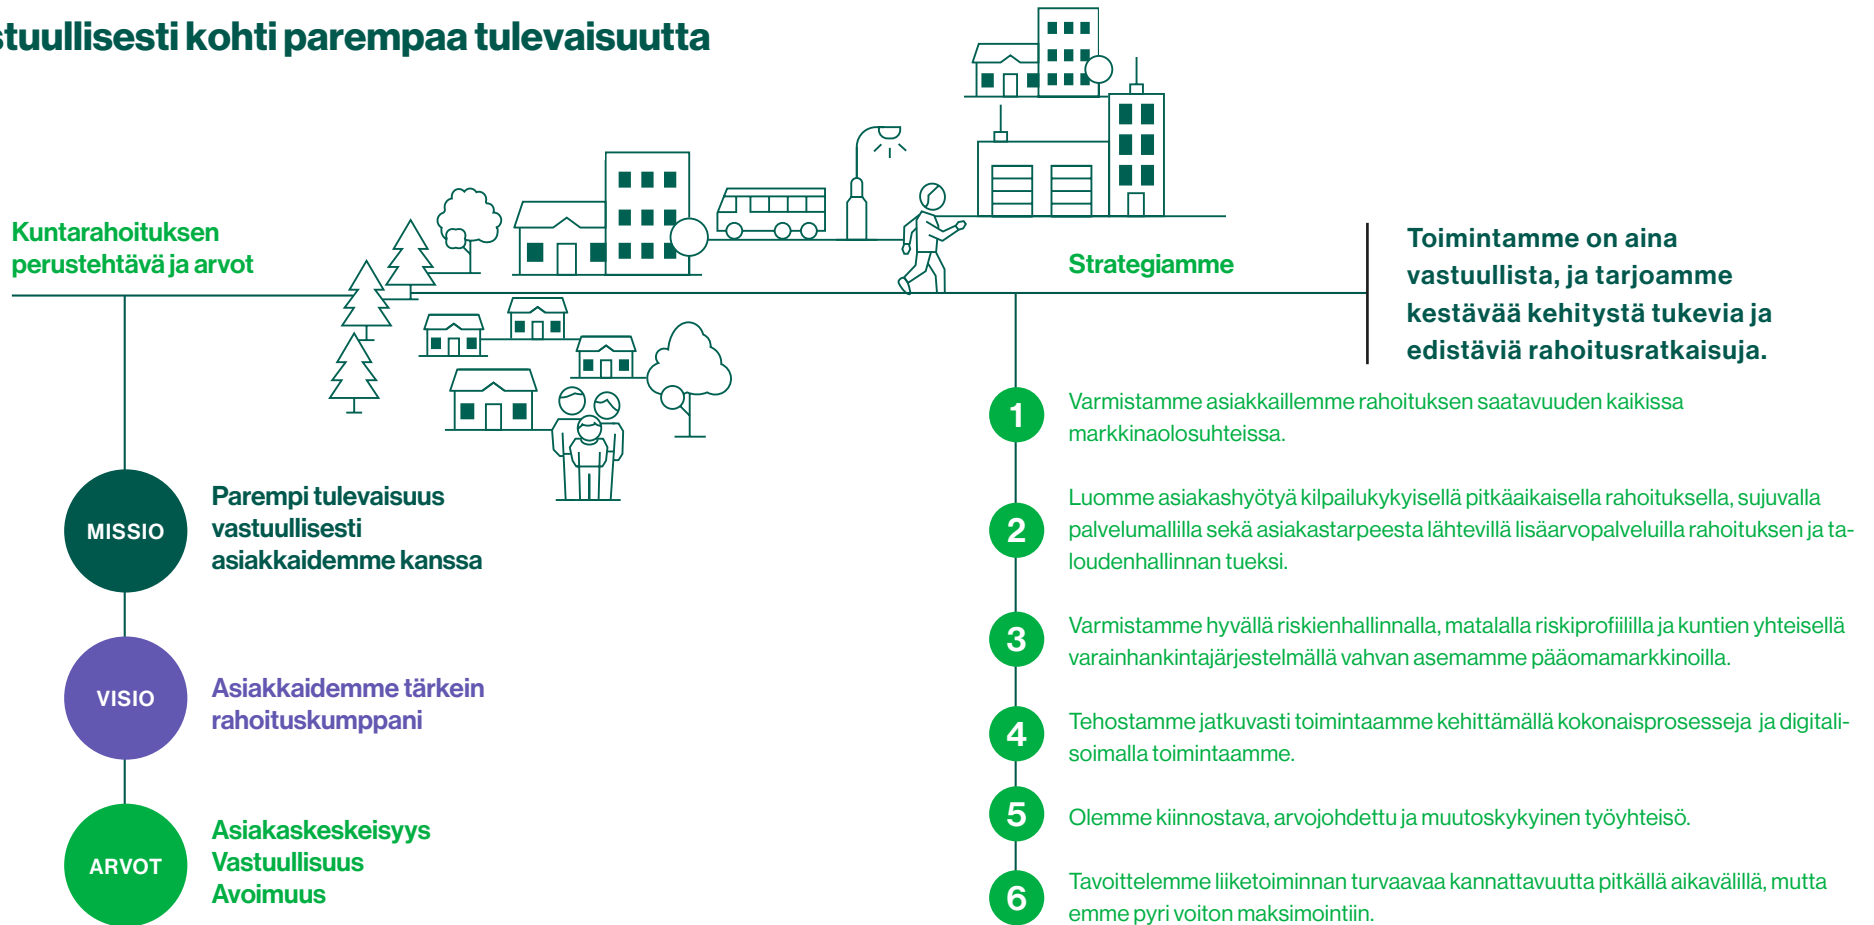 stuullisesti kohti parempaa tulevaisuutta
Kuntarahoituksen
perustehtävä ja arvot
MISSIO
Parempi tulevaisuus
vastuullisesti
asiakkaidemme kanssa
VISIO
Asiakkaidemme tärkein
rahoituskumppani
ARVOT
Asiakaskeskeisyys
Vastuullisuus
Avoimuus
Strategiamme
Toimintamme on aina
vastuullista, ja tarjoamme
kestävää kehitystä tukevia ja
edistäviä rahoitusratkaisuja.
1
Varmistamme asiakkaillemme rahoituksen saatavuuden kaikissa
markkinaolosuhteissa.
2
Luomme asiakashyötyä kilpailukykyisellä pitkäaikaisella rahoituksella, sujuvalla
palvelumallilla sekä asiakastarpeesta lähtevillä lisäarvopalveluilla rahoituksen ja ta-
loudenhallinnan tueksi.
3
Varmistamme hyvällä riskienhallinnalla, matalalla riskiprofiililla ja kuntien yhteisellä
varainhankintajärjestelmällä vahvan asemamme pääomamarkkinoilla.
4
Tehostamme jatkuvasti toimintaamme kehittämällä kokonaisprosesseja ja digitali-
soimalla toimintaamme.
5
Olemme kiinnostava, arvojohdettu ja muutoskykyinen työyhteisö.
6
Tavoittelemme liiketoiminnan turvaavaa kannattavuutta pitkällä aikavälillä, mutta
emme pyri voiton maksimointiin.